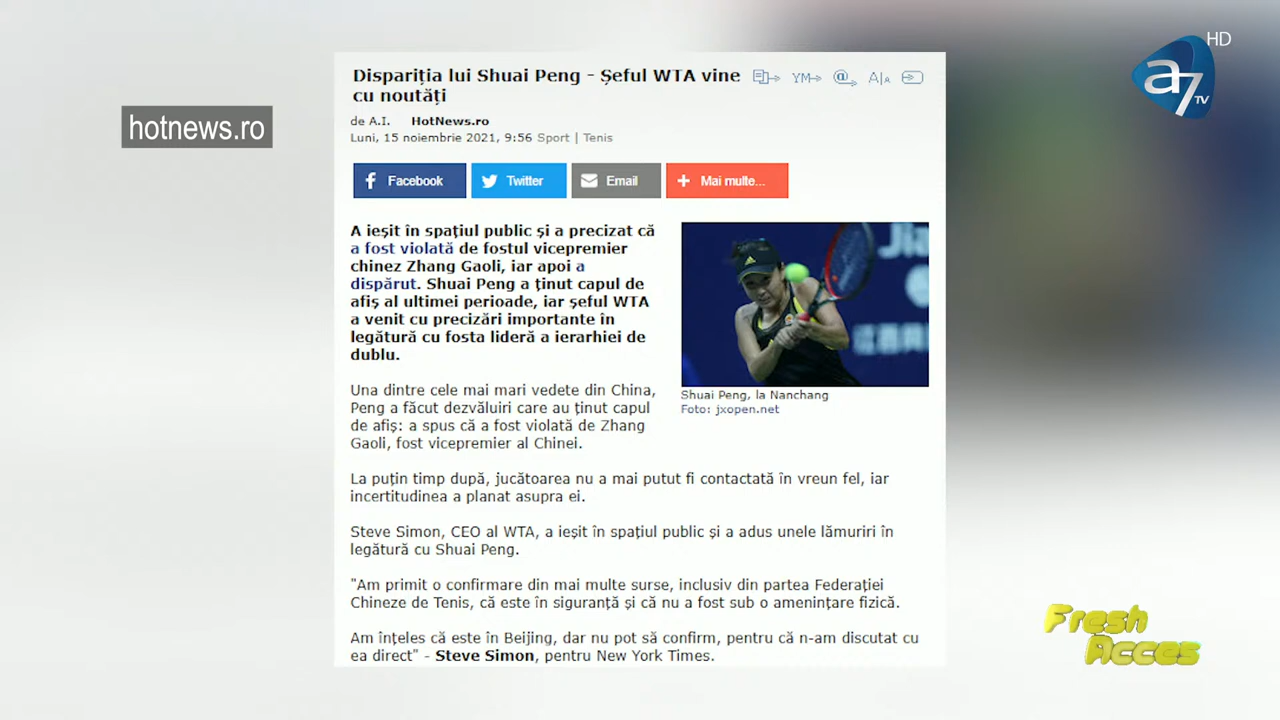 HD
a7 TV
hotnews.ro
Dispariția lui Shuai Peng - Șeful WTA vine
cu noutăți
YM
A|A
de A.I. HotNews.ro
Luni, 15 noiembrie 2021, 9:56 Sport | Tenis
Facebook
Twitter
Email
Mai multe...
A ieșit în spațiul public și a precizat că
a fost violată de fostul vicepremier
chinez Zhang Gaoli, iar apoi a
dispărut. Shuai Peng a ținut capul de
afiș al ultimei perioade, iar șeful WTA
a venit cu precizări importante în
legătură cu fosta lideră a ierarhiei de
dublu.
Shuai Peng, la Nanchang
Foto: jxopen.net
Una dintre cele mai mari vedete din China,
Peng a făcut dezvăluiri care au ținut capul
de afiș: a spus că a fost violată de Zhang
Gaoli, fost vicepremier al Chinei.
La puțin timp după, jucătoarea nu a mai putut fi contactată în vreun fel, iar
incertitudinea a planat asupra ei.
Steve Simon, CEO al WTA, a ieșit în spațiul public și a adus unele lămuriri în
legătură cu Shuai Peng.
"Am primit o confirmare din mai multe surse, inclusiv din partea Federației
Chineze de Tenis, că este în siguranță și că nu a fost sub o amenințare fizică.
Am înțeles că este în Beijing, dar nu pot să confirm, pentru că n-am discutat cu
ea direct" - Steve Simon, pentru New York Times.
Fresh
Acces